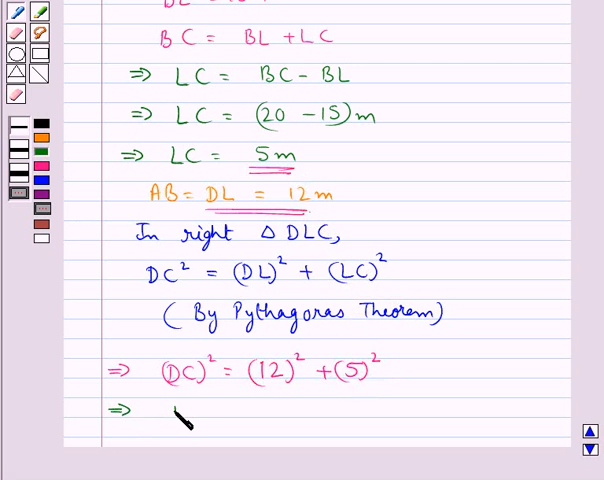 BC = BL + LC
⇒ LC = BC - BL
⇒ LC = (20 - 15) m
⇒ LC = 5m
AB = DL = 12m
In right △ DLC,
DC² = (DL)² + (LC)²
( By Pythagoras Theorem )
⇒ (DC)² = (12)² + (5)²
⇒